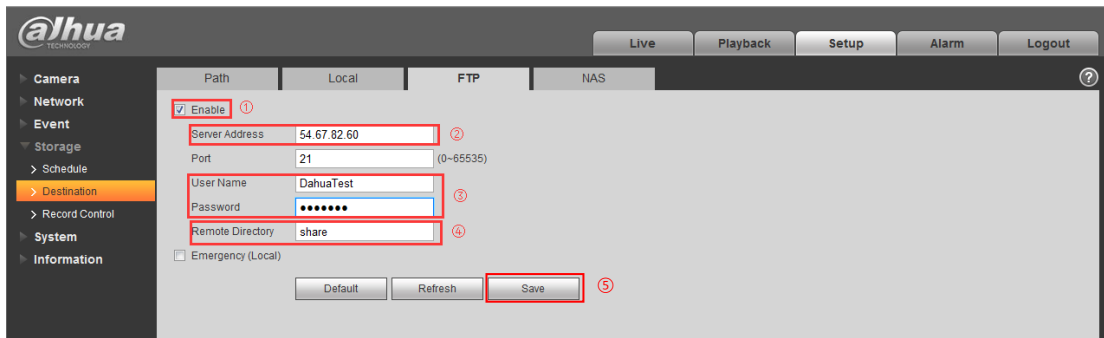 alhua
TECHNOLOGY
Live Playback Setup Alarm Logout
Camera
Network
Event
Storage
Schedule
Destination
Record Control
System
Information
Path Local FTP NAS
?
Enable ①
Server Address 54.67.82.60 ②
Port 21 (0~65535)
User Name DahuaTest
③
Password ●●●●●●●
Remote Directory share ④
Emergency (Local)
Default Refresh Save ⑤